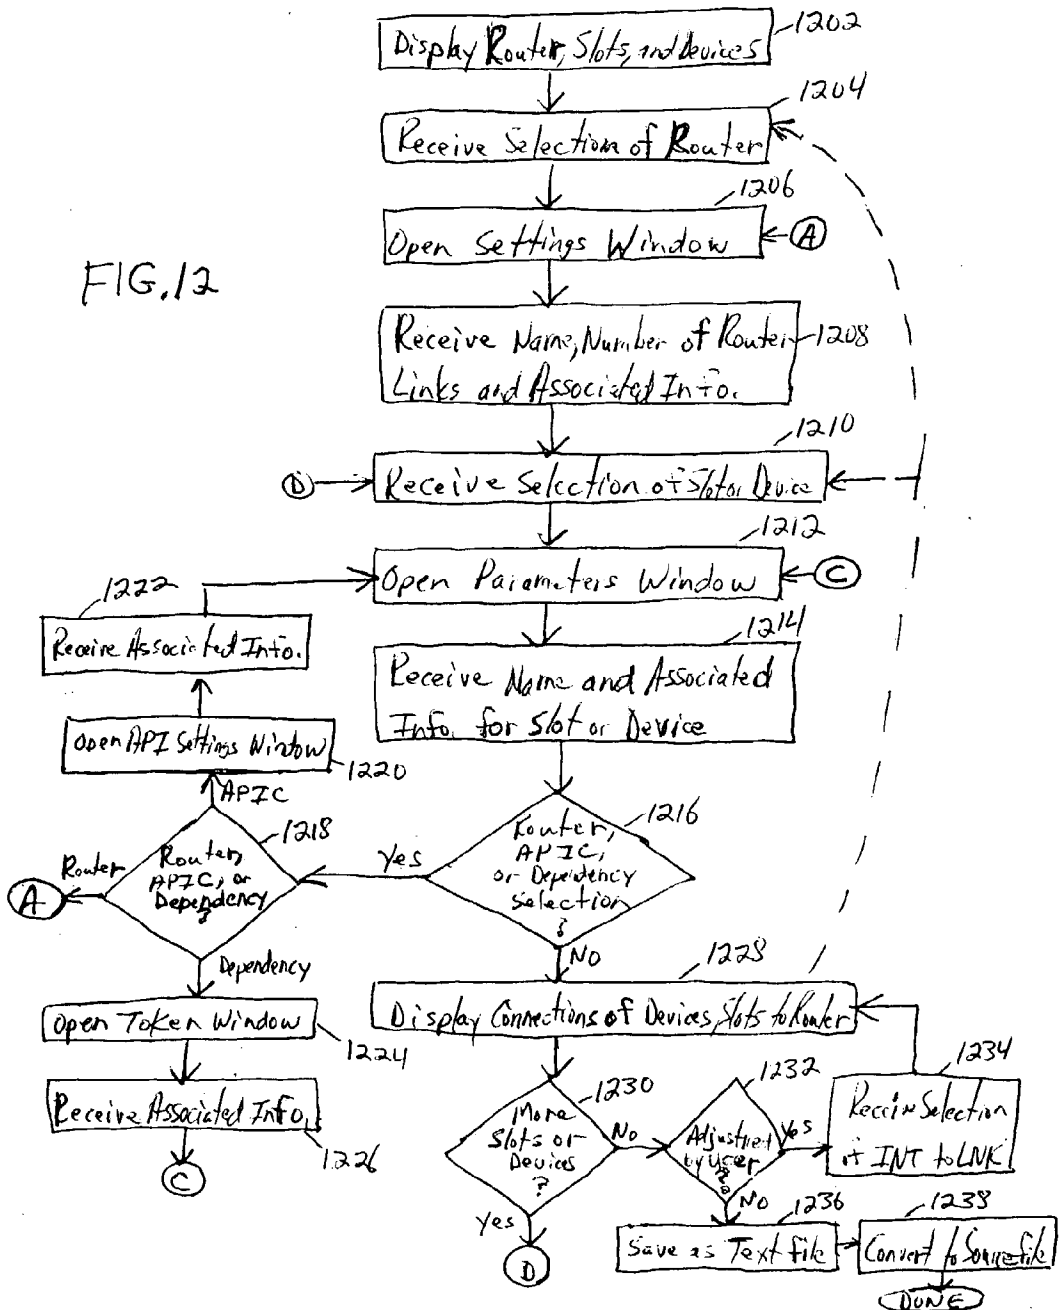 1202
Display Router, Slots, and Devices
1204
Receive Selection of Router
1206
Open Settings Window
A
FIG.12
Receive Name, Number of Router
1208
Links and Associated Info.
1210
D
Receive Selection of Slot or Device
1212
Open Parameters Window
C
1222
Receive Associated Info.
1214
Receive Name and Associated
Info. for Slot or Device
Open API Settings Window
1220
APIC
1216
Router,
APIC,
or Dependency
Selection
?
Yes
1218
Router,
APIC, or
Dependency
?
Router
A
Dependency
No
1228
Display Connections of Devices, Slots to Router
Open Token Window
1224
Receive Associated Info.
1226
C
1230
More
Slots or
Devices
?
No
1232
Adjusted
by User
?
Yes
1234
Receive Selection
of INT to LNK
Yes
D
No
1236
Save as Text File
1238
Convert to Source file
DONE